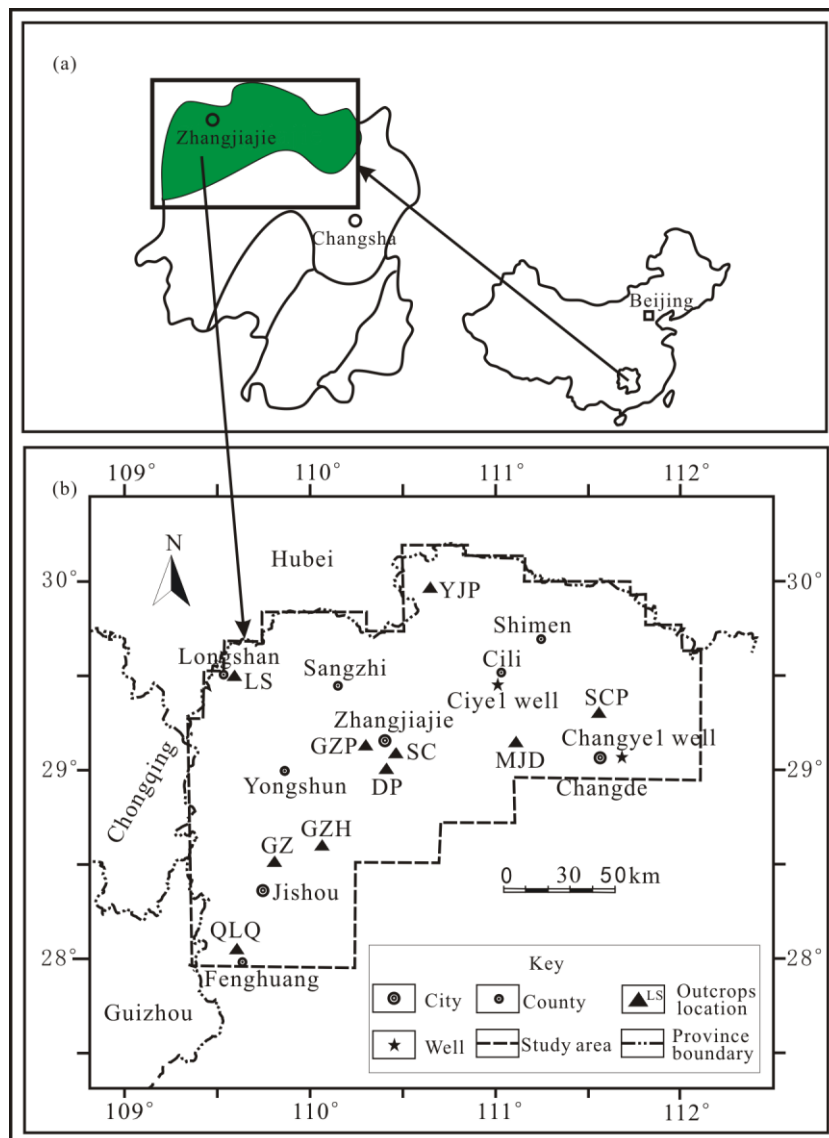 (a)
Zhangjiajie
Changsha
Beijing
109° 110° 111° 112°
(b)
N
Hubei
30° 30°
YJP
Shimen
Longshan
Cili
LS
Sangzhi
Ciye1 well
SCP
Zhangjiajie
GZP SC
MJD
Changye1 well
29° 29°
DP
Yongshun
Changde
Chongqing
GZH
GZ
0 30 50 km
Jishou
QLQ
28° 28°
Fenghuang
Guizhou
Key
City
County
LS
Outcrops
location
Well
Study area
Province
boundary
109° 110° 111° 112°